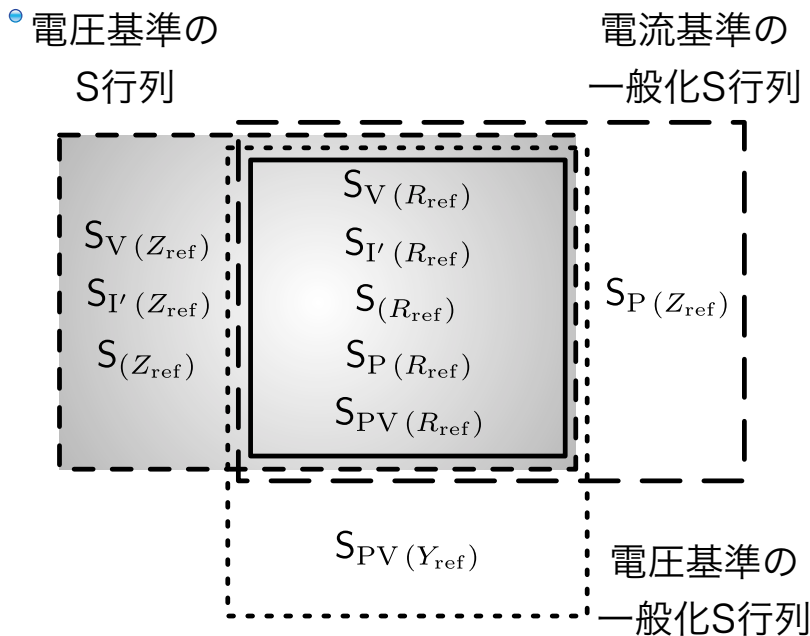 電圧基準の
S行列
電流基準の
一般化S行列
S_V (R_ref)
S_I′ (R_ref)
S_(R_ref)
S_P (R_ref)
S_PV (R_ref)
S_V (Z_ref)
S_I′ (Z_ref)
S_(Z_ref)
S_P (Z_ref)
S_PV (Y_ref)
電圧基準の
一般化S行列